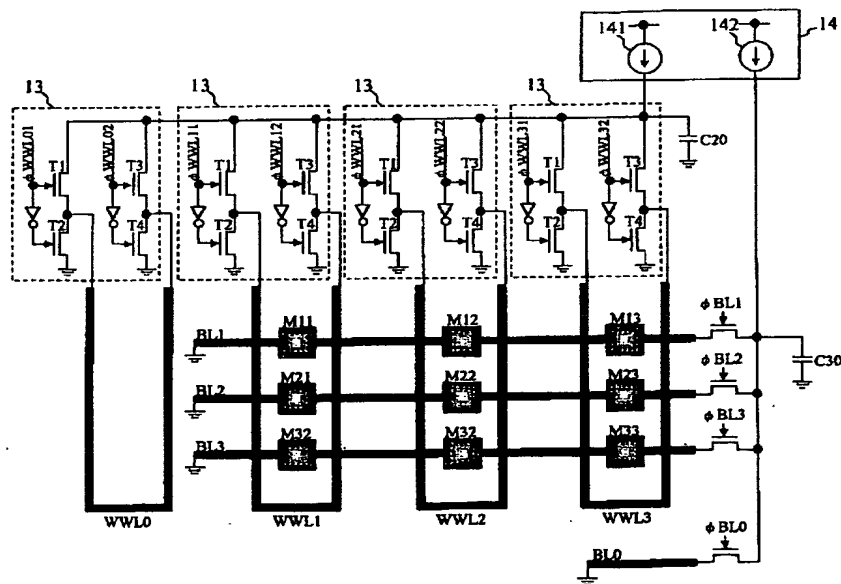 141 142 14
13 13 13 13
φWWL01 φWWL02 φWWL11 φWWL12 φWWL21 φWWL22 φWWL31 φWWL32
C20
T1 T3 T1 T3 T1 T3 T1 T3
T2 T4 T2 T4 T2 T4 T2 T4
BL1 M11 M12 M13 φBL1
C30
BL2 M21 M22 M23 φBL2
BL3 M32 M32 M33 φBL3
WWL0 WWL1 WWL2 WWL3
φBL0
BL0